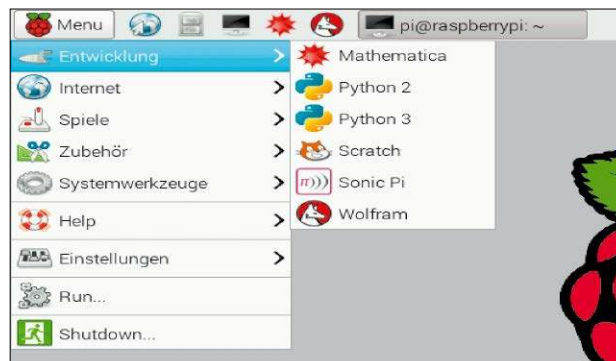 Menu
pi@raspberrypi: ~
Entwicklung
Internet
Spiele
Zubehör
Systemwerkzeuge
Help
Einstellungen
Run...
Shutdown...
Mathematica
Python 2
Python 3
Scratch
Sonic Pi
Wolfram